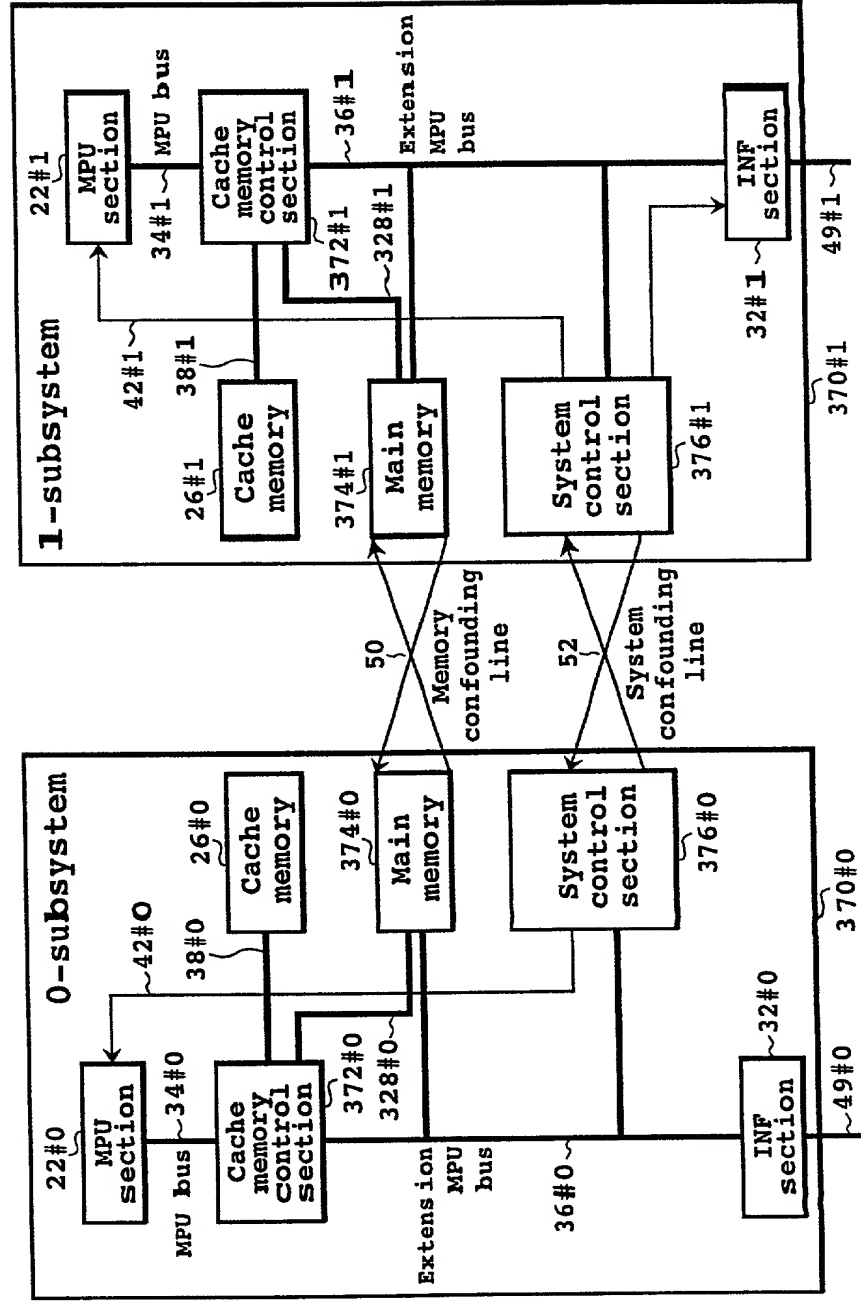 0-subsystem
22#0
MPU
section
42#0
34#0
MPU bus
38#0
26#0
Cache
memory
Cache
memory
control
section
372#0
328#0
374#0
Main
memory
Extension
MPU
bus
36#0
System
control
section
376#0
32#0
INF
section
49#0
370#0
50
Memory
confounding
line
52
System
confounding
line
1-subsystem
22#1
MPU
section
42#1
34#1
MPU bus
38#1
26#1
Cache
memory
Cache
memory
control
section
372#1
328#1
36#1
374#1
Main
memory
Extension
MPU
bus
System
control
section
376#1
INF
section
32#1
49#1
370#1